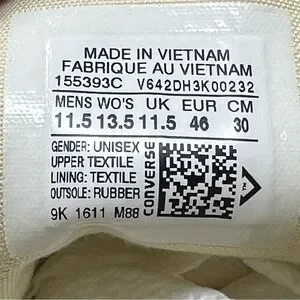 MADE IN VIETNAM
FABRIQUE AU VIETNAM
155393C V642DH3K00232
MENS WO'S UK EUR CM
11.5 13.5 11.5 46 30
GENDER: UNISEX
UPPER TEXTILE
LINING: TEXTILE
OUTSOLE: RUBBER
9K 1611 M88
CONVERSE